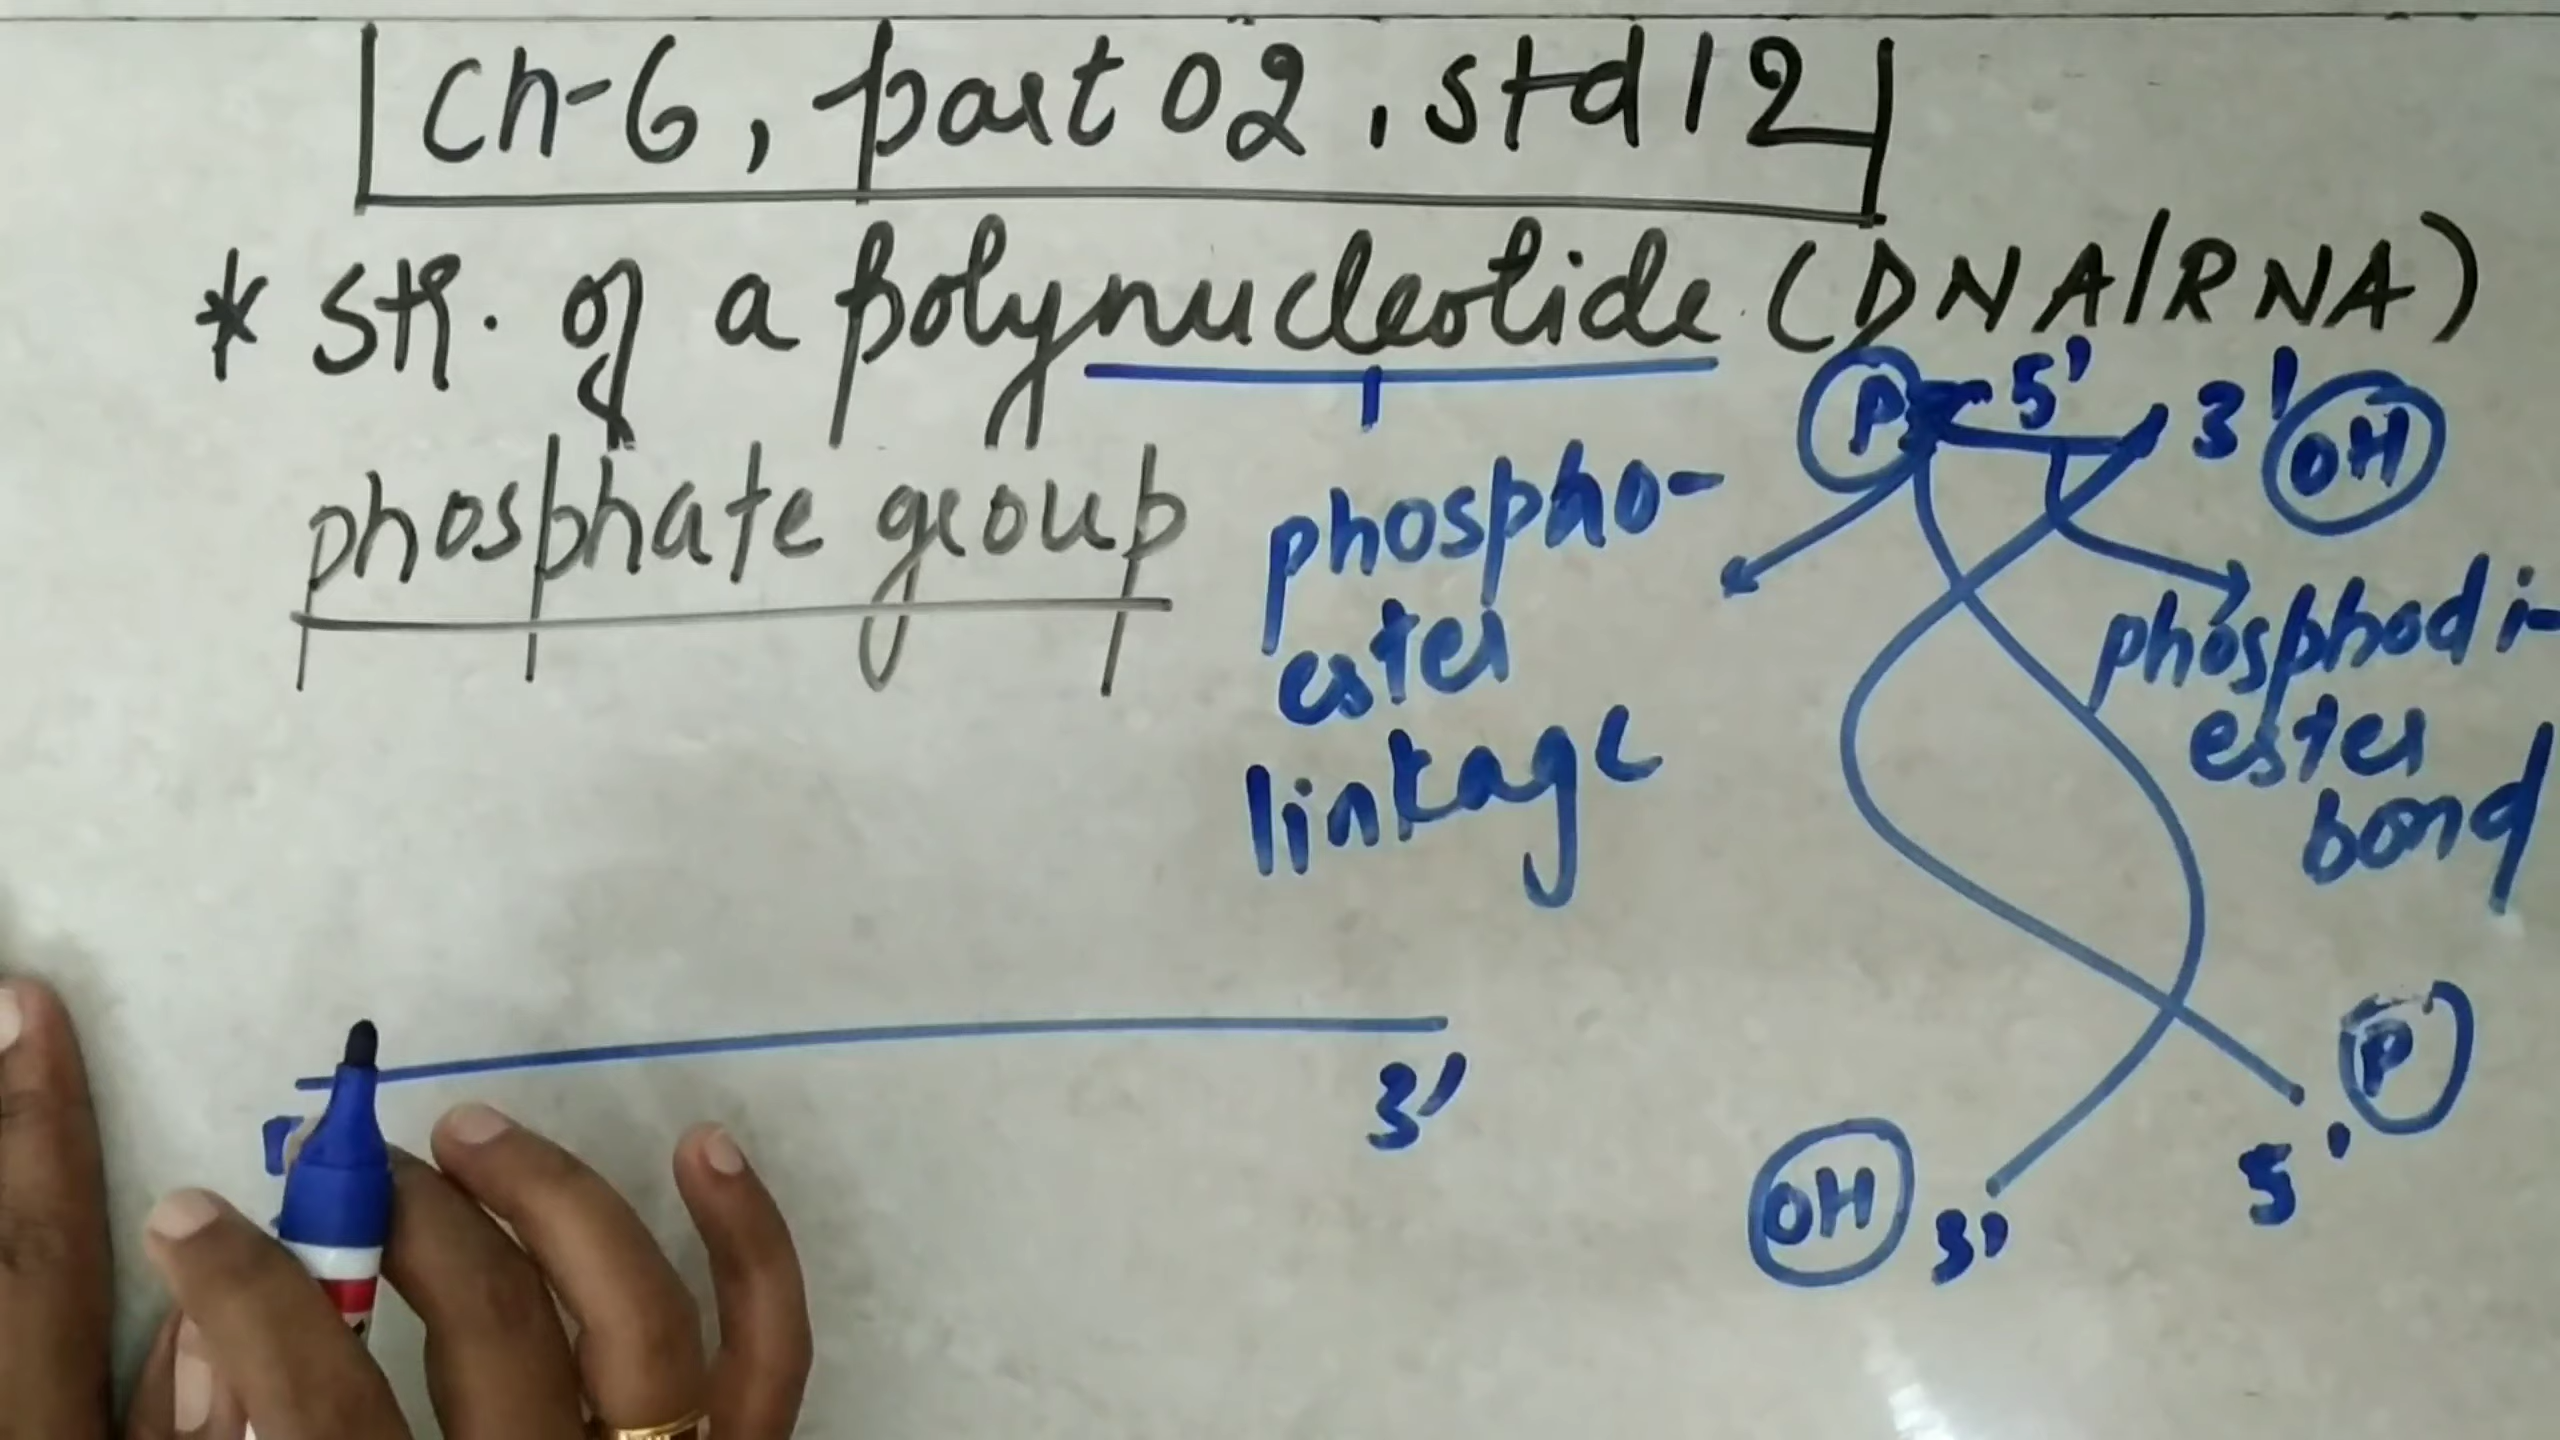 Ch-6, part 02, std 12
* Str. of a polynucleotide (DNA/RNA)
phosphate group
phospho-
ester
linkage
P 5' 3' OH
phosphodi-
ester
bond
3'
P
5'
OH 3'